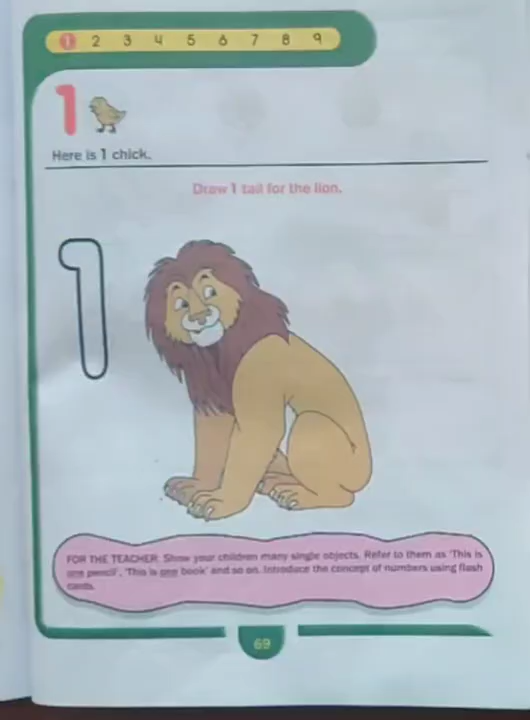 1 2 3 4 5 6 7 8 9
1
Here is 1 chick.
Draw 1 tail for the lion.
1
FOR THE TEACHER: Show your children many single objects. Refer to them as 'This is
one pencil', 'This is one book' and so on. Introduce the concept of numbers using flash
cards.
69